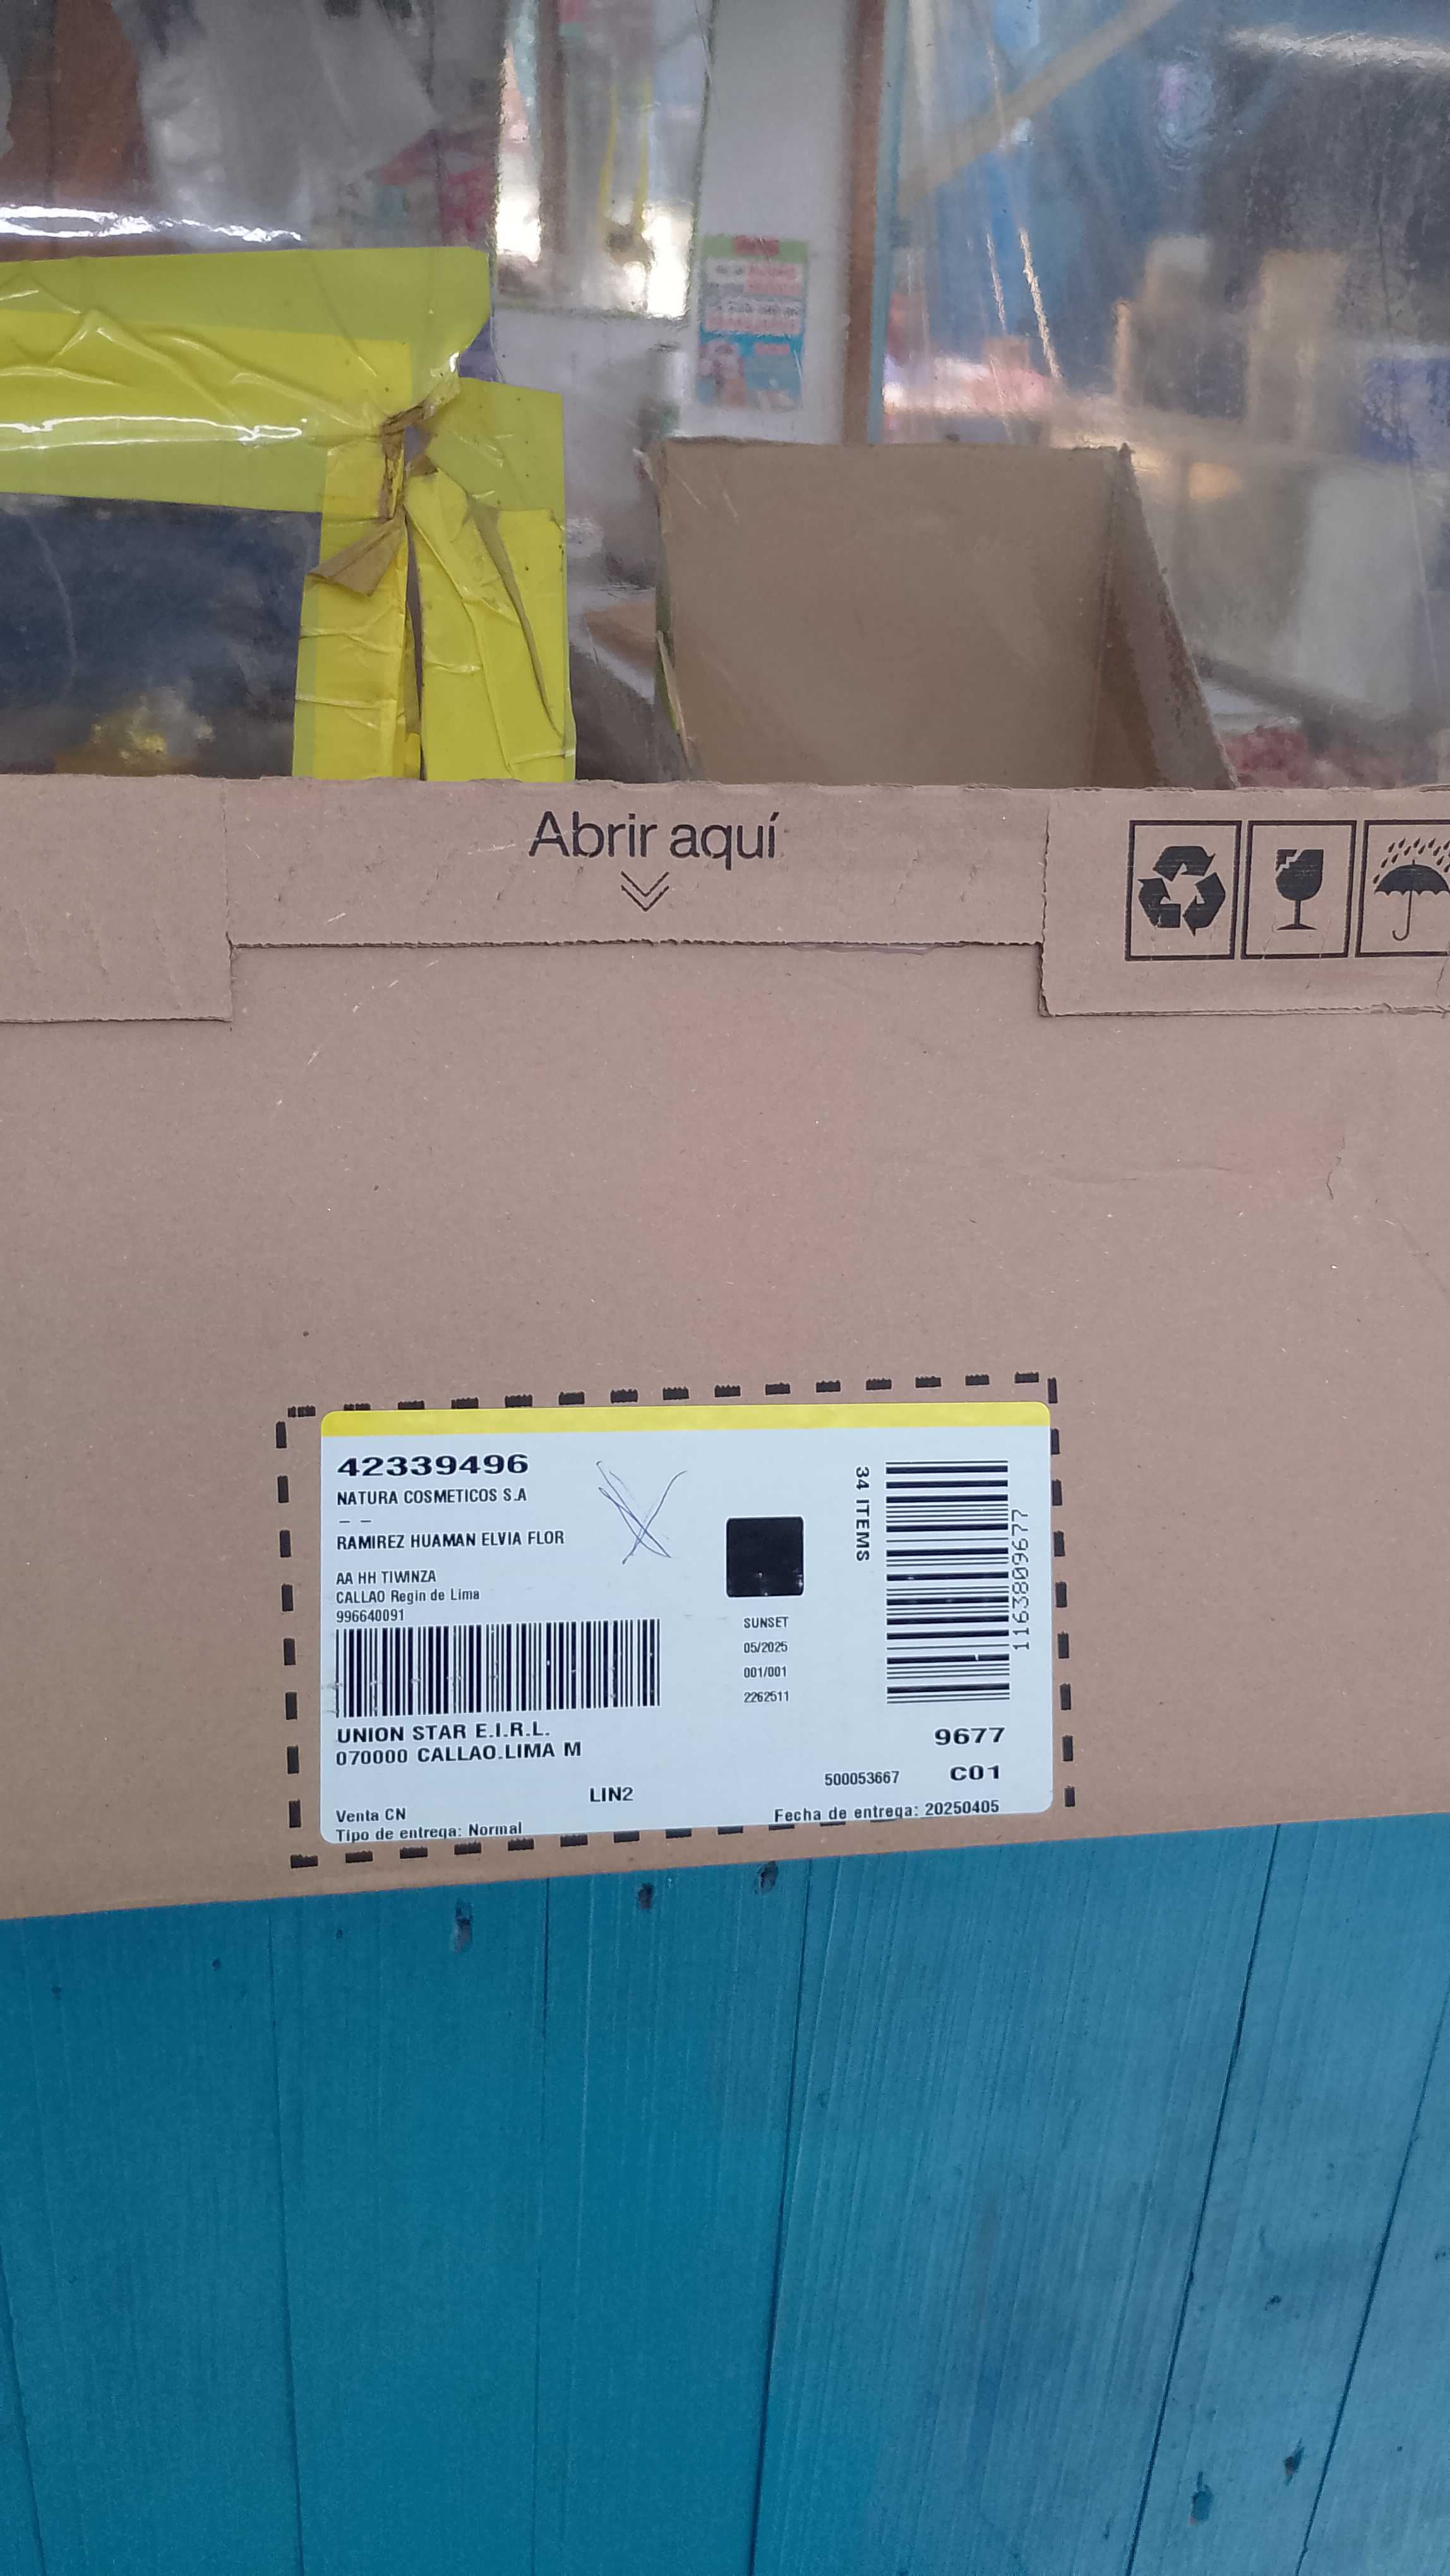 Abrir aquí
42339496
NATURA COSMETICOS S.A
– –
RAMIREZ HUAMAN ELVIA FLOR
AA HH TIWINZA
CALLAO Regin de Lima
996640091
UNION STAR E.I.R.L.
070000 CALLAO.LIMA M
LIN2
Venta CN
Tipo de entrega: Normal
SUNSET
05/2025
001/001
2262511
34 ITEMS
1163809677
9677
500053667 C01
Fecha de entrega: 20250405